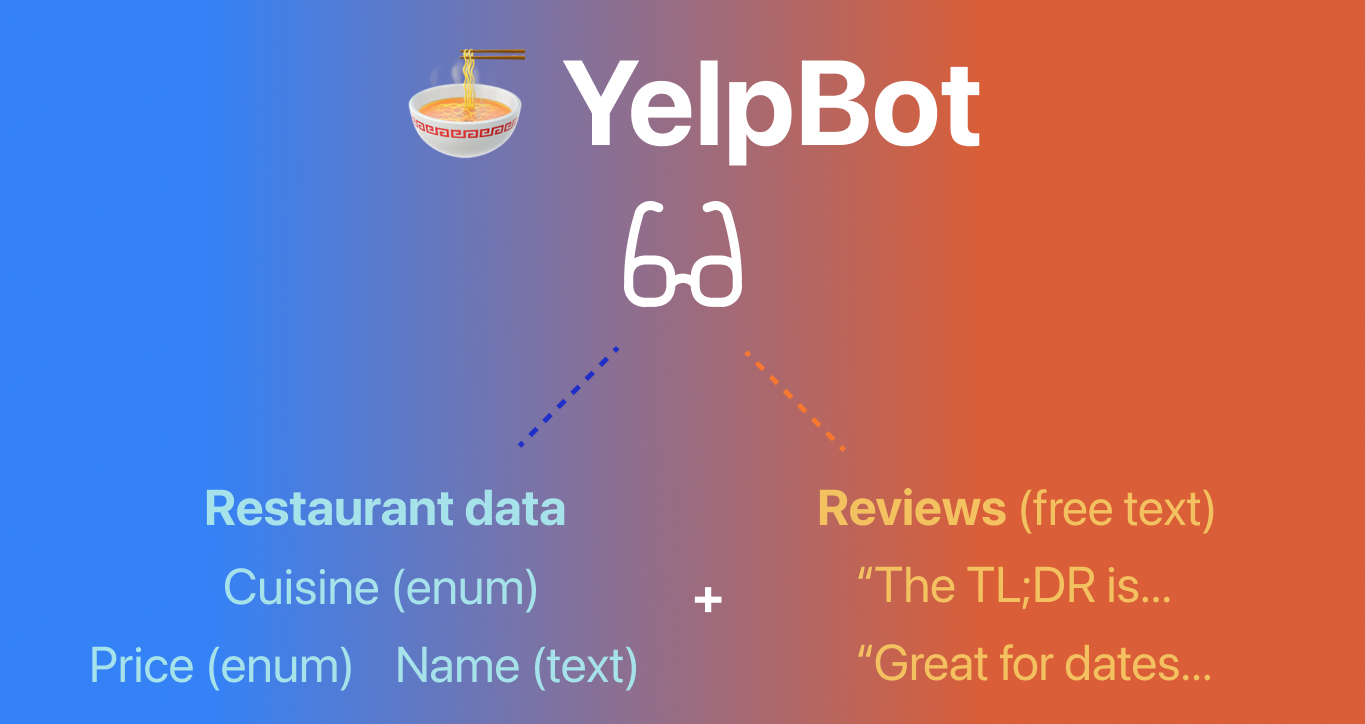 YelpBot
Restaurant data
Cuisine (enum)
Price (enum) Name (text)
+
Reviews (free text)
“The TL;DR is...
“Great for dates...